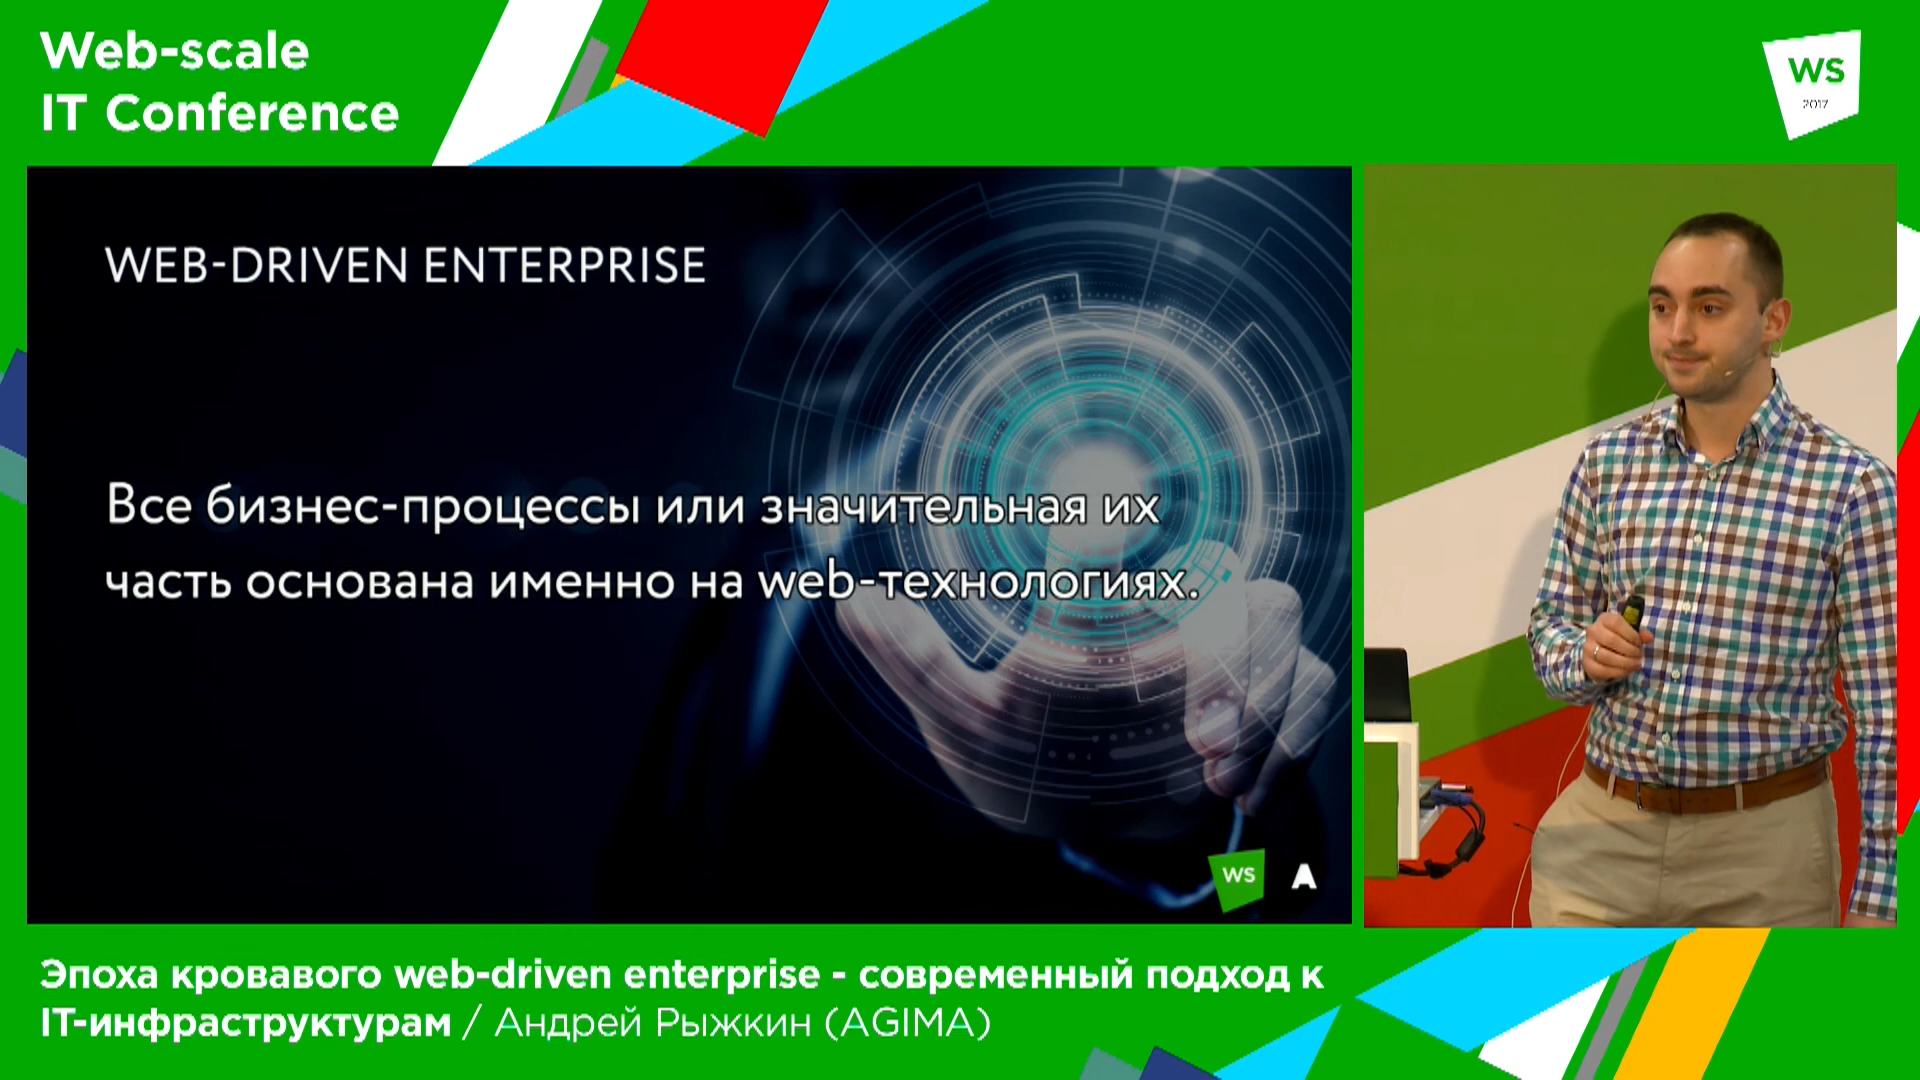 Web-scale
IT Conference
WS
2017
WEB-DRIVEN ENTERPRISE
Все бизнес-процессы или значительная их
часть основана именно на web-технологиях.
WS
A
Эпоха кровавого web-driven enterprise - современный подход к
IT-инфраструктурам / Андрей Рыжкин (AGIMA)